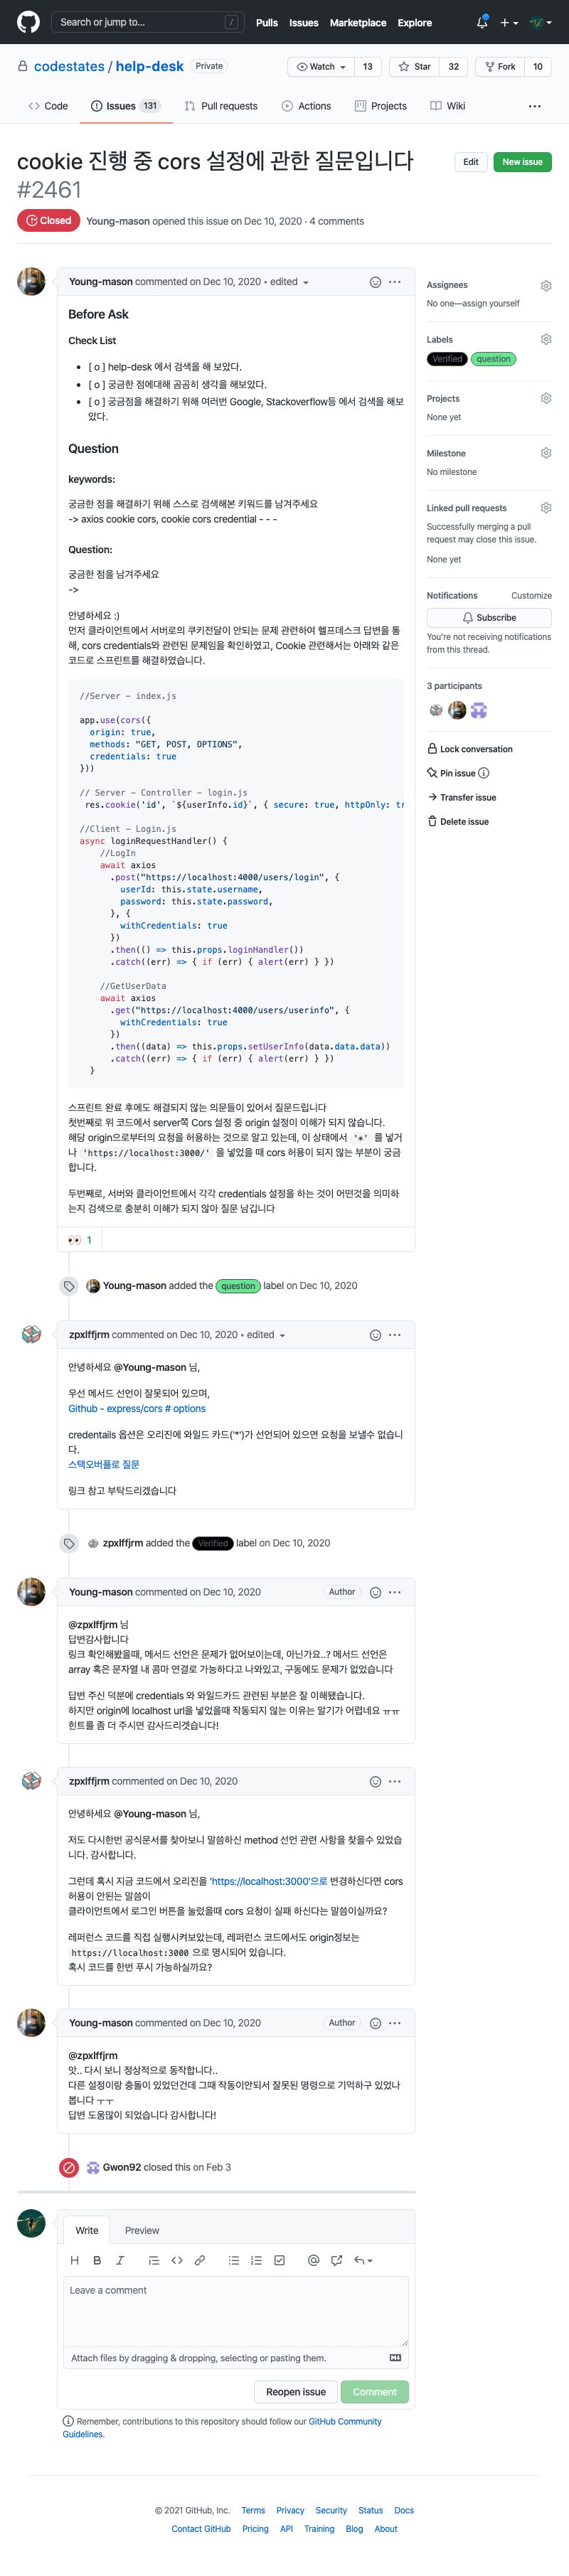 Search or jump to... /
Pulls Issues Marketplace Explore
codestates / help-desk Private
Watch 13 Star 32 Fork 10
Code Issues 131 Pull requests Actions Projects Wiki
cookie 진행 중 cors 설정에 관한 질문입니다
#2461
Edit New issue
Closed Young-mason opened this issue on Dec 10, 2020 · 4 comments
Young-mason commented on Dec 10, 2020 • edited
Before Ask
Check List
• [ o ] help-desk 에서 검색을 해 보았다.
• [ o ] 궁금한 점에대해 곰곰히 생각을 해보았다.
• [ o ] 궁금점을 해결하기 위해 여러번 Google, Stackoverflow등 에서 검색을 해보
았다.
Question
keywords:
궁금한 점을 해결하기 위해 스스로 검색해본 키워드를 남겨주세요
-> axios cookie cors, cookie cors credential - - -
Question:
궁금한 점을 남겨주세요
->
안녕하세요 :)
먼저 클라이언트에서 서버로의 쿠키전달이 안되는 문제 관련하여 헬프데스크 답변을 통
해, cors credentials와 관련된 문제임을 확인하였고, Cookie 관련해서는 아래와 같은
코드로 스프린트를 해결하였습니다.
//Server - index.js
app.use(cors({
origin: true,
methods: "GET, POST, OPTIONS",
credentials: true
}))
// Server - Controller - login.js
res.cookie('id', `${userInfo.id}`, { secure: true, httpOnly: tr
//Client - Login.js
async loginRequestHandler() {
//LogIn
await axios
.post("https://localhost:4000/users/login", {
userId: this.state.username,
password: this.state.password,
}, {
withCredentials: true
})
.then(() => this.props.loginHandler())
.catch((err) => { if (err) { alert(err) } })
//GetUserData
await axios
.get("https://localhost:4000/users/userinfo", {
withCredentials: true
})
.then((data) => this.props.setUserInfo(data.data.data))
.catch((err) => { if (err) { alert(err) } })
}
스프린트 완료 후에도 해결되지 않는 의문들이 있어서 질문드립니다
첫번째로 위 코드에서 server쪽 Cors 설정 중 origin 설정이 이해가 되지 않습니다.
해당 origin으로부터의 요청을 허용하는 것으로 알고 있는데, 이 상태에서 '*' 를 넣거
나 'https://localhost:3000/' 을 넣었을 때 cors 허용이 되지 않는 부분이 궁금
합니다.
두번째로, 서버와 클라이언트에서 각각 credentials 설정을 하는 것이 어떤것을 의미하
는지 검색으로 충분히 이해가 되지 않아 질문 남깁니다
👀 1
Assignees
No one—assign yourself
Labels
Verified question
Projects
None yet
Milestone
No milestone
Linked pull requests
Successfully merging a pull
request may close this issue.
None yet
Notifications Customize
Subscribe
You're not receiving notifications
from this thread.
3 participants
Lock conversation
Pin issue
Transfer issue
Delete issue
Young-mason added the question label on Dec 10, 2020
zpxlffjrm commented on Dec 10, 2020 • edited
안녕하세요 @Young-mason 님,
우선 메서드 선언이 잘못되어 있으며,
Github - express/cors # options
credentails 옵션은 오리진에 와일드 카드('*')가 선언되어 있으면 요청을 보낼수 없습니
다.
스택오버플로 질문
링크 참고 부탁드리겠습니다
zpxlffjrm added the Verified label on Dec 10, 2020
Young-mason commented on Dec 10, 2020 Author
@zpxlffjrm 님
답변감사합니다
링크 확인해봤을때, 메서드 선언은 문제가 없어보이는데, 아닌가요..? 메서드 선언은
array 혹은 문자열 내 콤마 연결로 가능하다고 나와있고, 구동에도 문제가 없었습니다
답변 주신 덕분에 credentials 와 와일드카드 관련된 부분은 잘 이해됐습니다.
하지만 origin에 localhost url을 넣었을때 작동되지 않는 이유는 알기가 어렵네요 ㅠㅠ
힌트를 좀 더 주시면 감사드리겟습니다!
zpxlffjrm commented on Dec 10, 2020
안녕하세요 @Young-mason 님,
저도 다시한번 공식문서를 찾아보니 말씀하신 method 선언 관련 사항을 찾을수 있었습니
다. 감사합니다.
그런데 혹시 지금 코드에서 오리진을 'https://localhost:3000'으로 변경하신다면 cors
허용이 안된는 말씀이
클라이언트에서 로그인 버튼을 눌렀을때 cors 요청이 실패 하신다는 말씀이실까요?
레퍼런스 코드를 직접 실행시켜보았는데, 레퍼런스 코드에서도 origin정보는
https://llocalhost:3000 으로 명시되어 있습니다.
혹시 코드를 한번 푸시 가능하실까요?
Young-mason commented on Dec 10, 2020 Author
@zpxlffjrm
앗.. 다시 보니 정상적으로 동작합니다..
다른 설정이랑 충돌이 있었던건데 그때 작동이안되서 잘못된 명령으로 기억하구 있었나
봅니다 ㅜㅜ
답변 도움많이 되었습니다 감사합니다!
Gwon92 closed this on Feb 3
Write Preview
Leave a comment
Attach files by dragging & dropping, selecting or pasting them.
Reopen issue Comment
Remember, contributions to this repository should follow our GitHub Community
Guidelines.
© 2021 GitHub, Inc. Terms Privacy Security Status Docs
Contact GitHub Pricing API Training Blog About